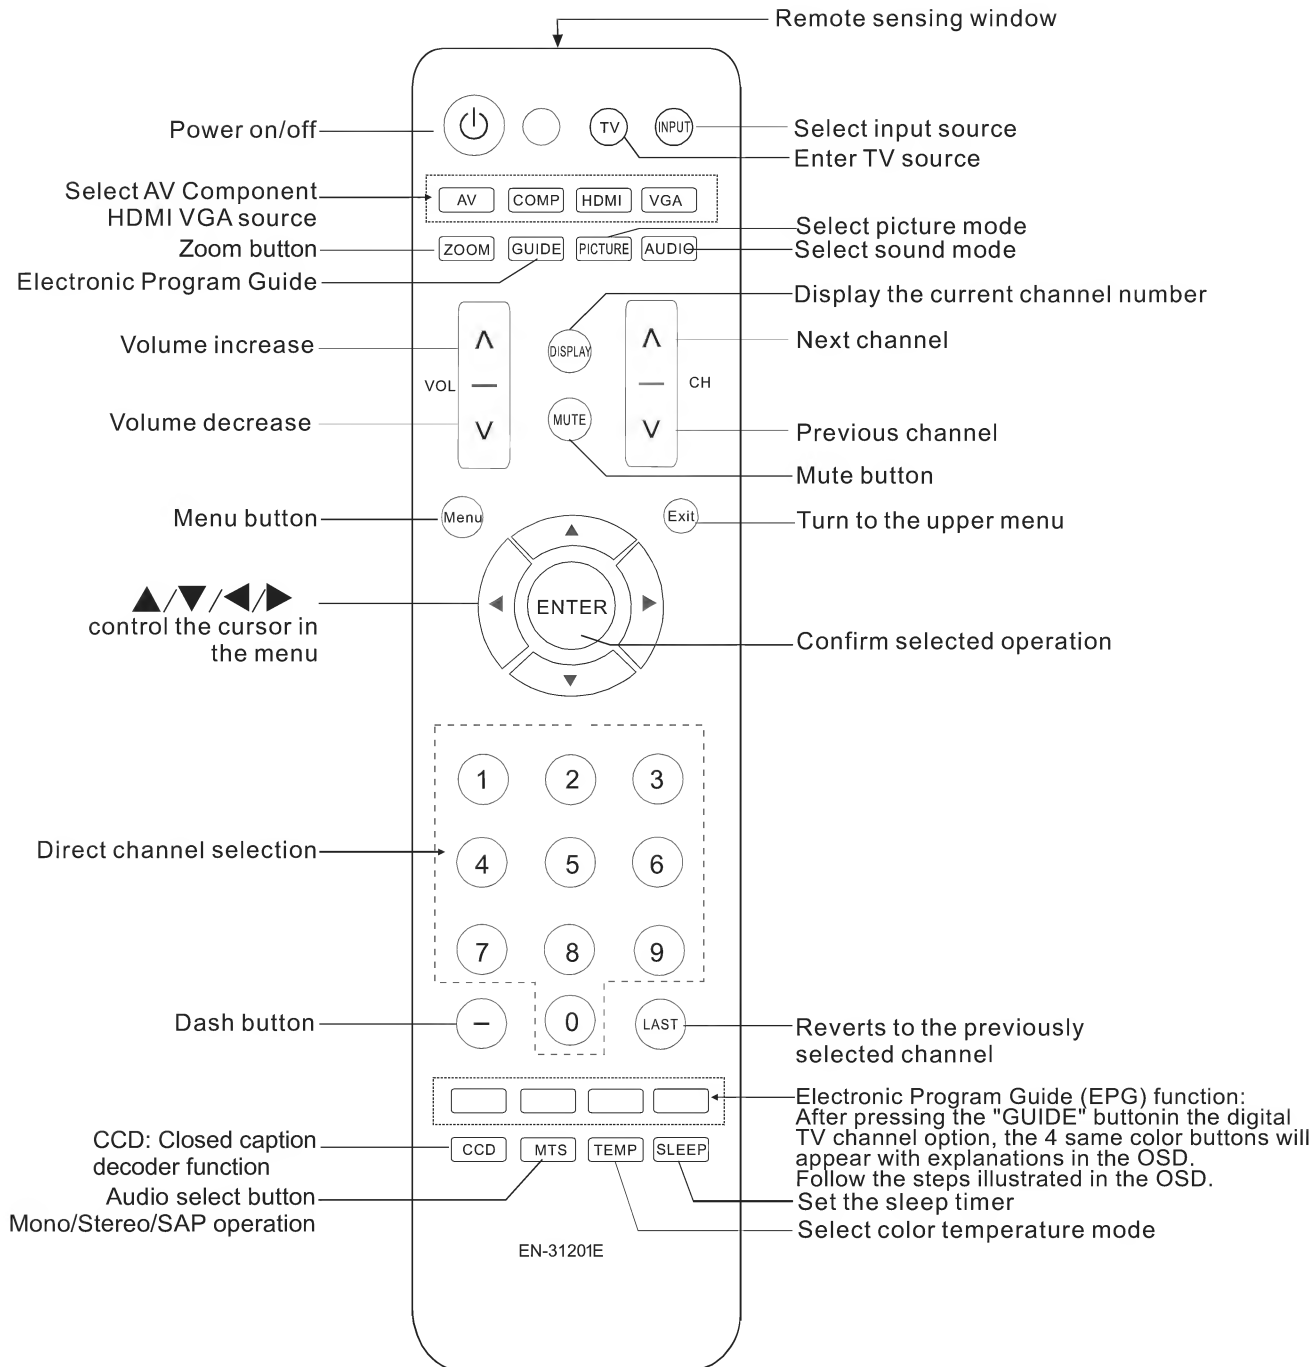 Remote sensing window
Power on/off
TV
INPUT
Select input source
Enter TV source
Select AV Component
HDMI VGA source
AV
COMP
HDMI
VGA
Select picture mode
Zoom button
ZOOM
GUIDE
PICTURE
AUDIO
Select sound mode
Electronic Program Guide
Display the current channel number
Volume increase
DISPLAY
Next channel
VOL
CH
Volume decrease
MUTE
Previous channel
Mute button
Menu button
Menu
Exit
Turn to the upper menu
▲/▼/◀/▶
control the cursor in
the menu
ENTER
Confirm selected operation
1
2
3
Direct channel selection
4
5
6
7
8
9
Dash button
–
0
LAST
Reverts to the previously
selected channel
Electronic Program Guide (EPG) function:
After pressing the "GUIDE" buttonin the digital
TV channel option, the 4 same color buttons will
appear with explanations in the OSD.
Follow the steps illustrated in the OSD.
CCD: Closed caption
decoder function
CCD
MTS
TEMP
SLEEP
Audio select button
Mono/Stereo/SAP operation
Set the sleep timer
Select color temperature mode
EN-31201E